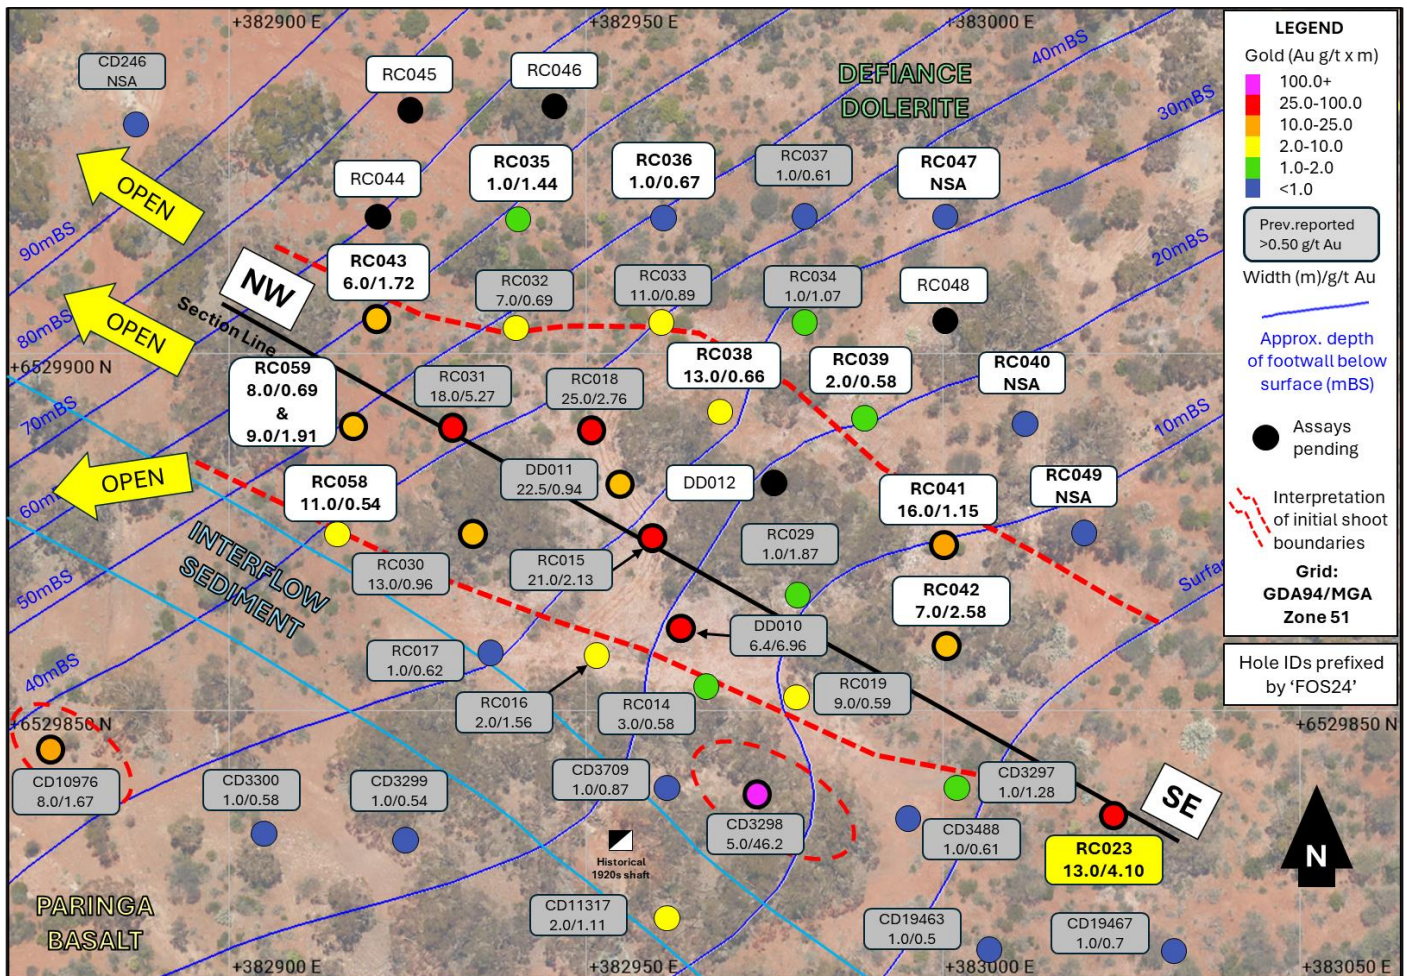 +382900 E
+382950 E
+383000 E
CD246
NSA
RC045
RC046
DEFIANCE
DOLERITE
40mBS
30mBS
RC044
RC035
1.0/1.44
RC036
1.0/0.67
RC037
1.0/0.61
RC047
NSA
OPEN
90mBS
20mBS
NW
Section Line
RC043
6.0/1.72
RC032
7.0/0.69
RC033
11.0/0.89
RC034
1.0/1.07
RC048
OPEN
80mBS
+6529900 N
RC059
8.0/0.69
&
9.0/1.91
RC031
18.0/5.27
RC018
25.0/2.76
RC038
13.0/0.66
RC039
2.0/0.58
RC040
NSA
70mBS
10mBS
OPEN
60m
RC058
11.0/0.54
DD011
22.5/0.94
DD012
RC041
16.0/1.15
RC049
NSA
INTERFLOW
SEDIMENT
RC030
13.0/0.96
RC015
21.0/2.13
RC029
1.0/1.87
RC042
7.0/2.58
Surfa
50mBS
RC017
1.0/0.62
DD010
6.4/6.96
40mBS
RC016
2.0/1.56
RC014
3.0/0.58
RC019
9.0/0.59
+6529850 N
+6529850 N
CD10976
8.0/1.67
CD3300
1.0/0.58
CD3299
1.0/0.54
CD3709
1.0/0.87
CD3298
5.0/46.2
CD3297
1.0/1.28
CD3488
1.0/0.61
SE
RC023
13.0/4.10
Historical
1920s shaft
PARINGA
BASALT
CD11317
2.0/1.11
CD19463
1.0/0.5
CD19467
1.0/0.7
+382900 E
+382950 E
+383000 E
+383050 E
LEGEND
Gold (Au g/t x m)
100.0+
25.0-100.0
10.0-25.0
2.0-10.0
1.0-2.0
<1.0
Prev.reported
>0.50 g/t Au
Width (m)/g/t Au
Approx. depth
of footwall below
surface (mBS)
Assays
pending
Interpretation
of initial shoot
boundaries
Grid:
GDA94/MGA
Zone 51
Hole IDs prefixed
by ‘FOS24’
N